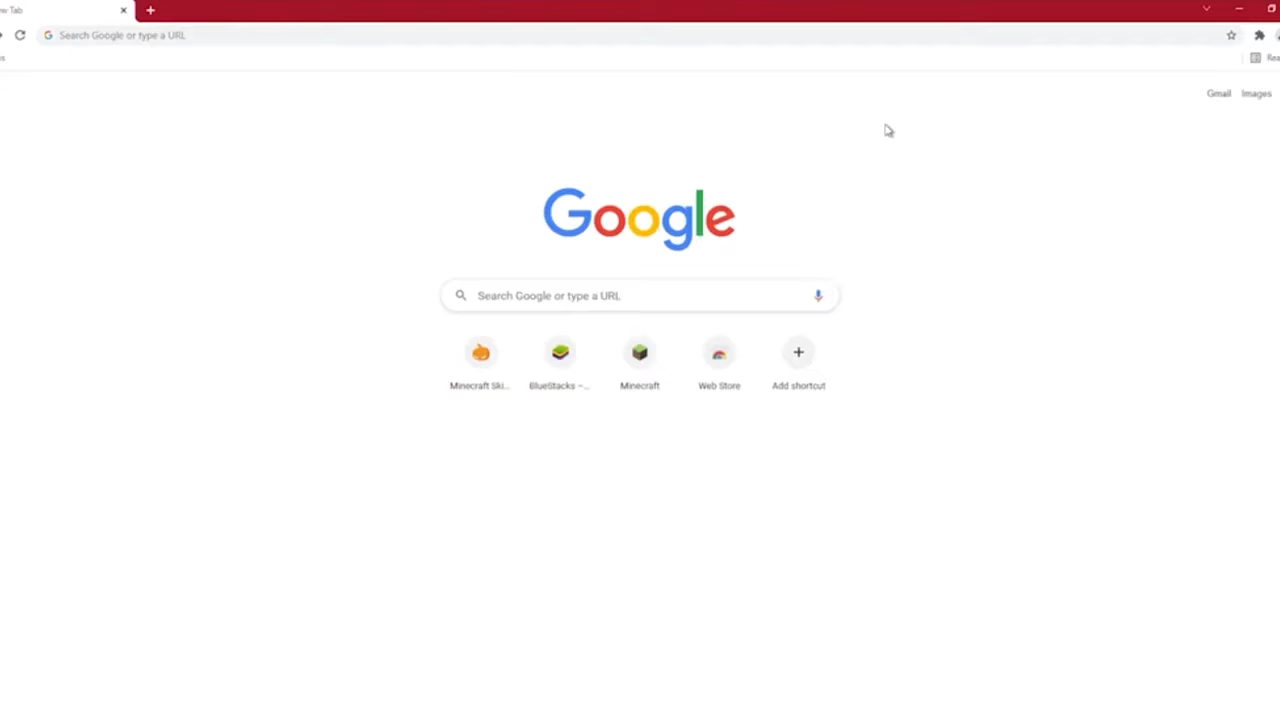 w Tab
Search Google or type a URL
Gmail Images
Google
Search Google or type a URL
Minecraft Ski... BlueStacks –... Minecraft Web Store Add shortcut